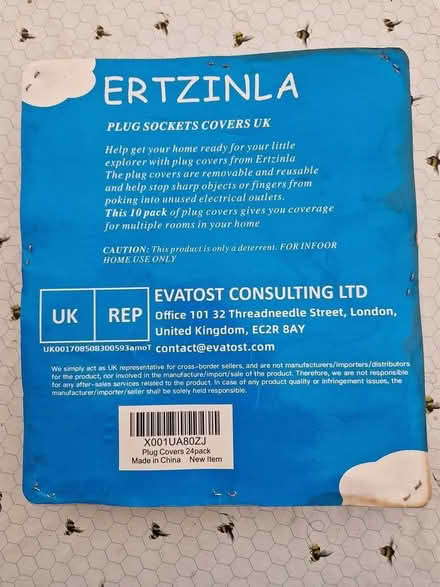 ERTZINLA
PLUG SOCKETS COVERS UK
Help get your home ready for your little
explorer with plug covers from Ertzinla
The plug covers are removable and reusable
and help stop sharp objects or fingers from
poking into unused electrical outlets.
This 10 pack of plug covers gives you coverage
for multiple rooms in your home
CAUTION: This product is only a deterrent. FOR INFOOR
HOME USE ONLY
UK REP
EVATOST CONSULTING LTD
Office 101 32 Threadneedle Street, London,
United Kingdom, EC2R 8AY
UK00170850B300593amoT contact@evatost.com
We simply act as UK representative for cross-border sellers, and are not manufacturers/importers/distributors
for the product, nor involved in the manufacture/import/sale of the product. Therefore, we are not responsible
for any after-sales services related to the product. In case of any product quality or infringement issues, the
manufacturer/importer/seller shall be solely held responsible.
X001UA80ZJ
Plug Covers 24pack
Made in China New Item